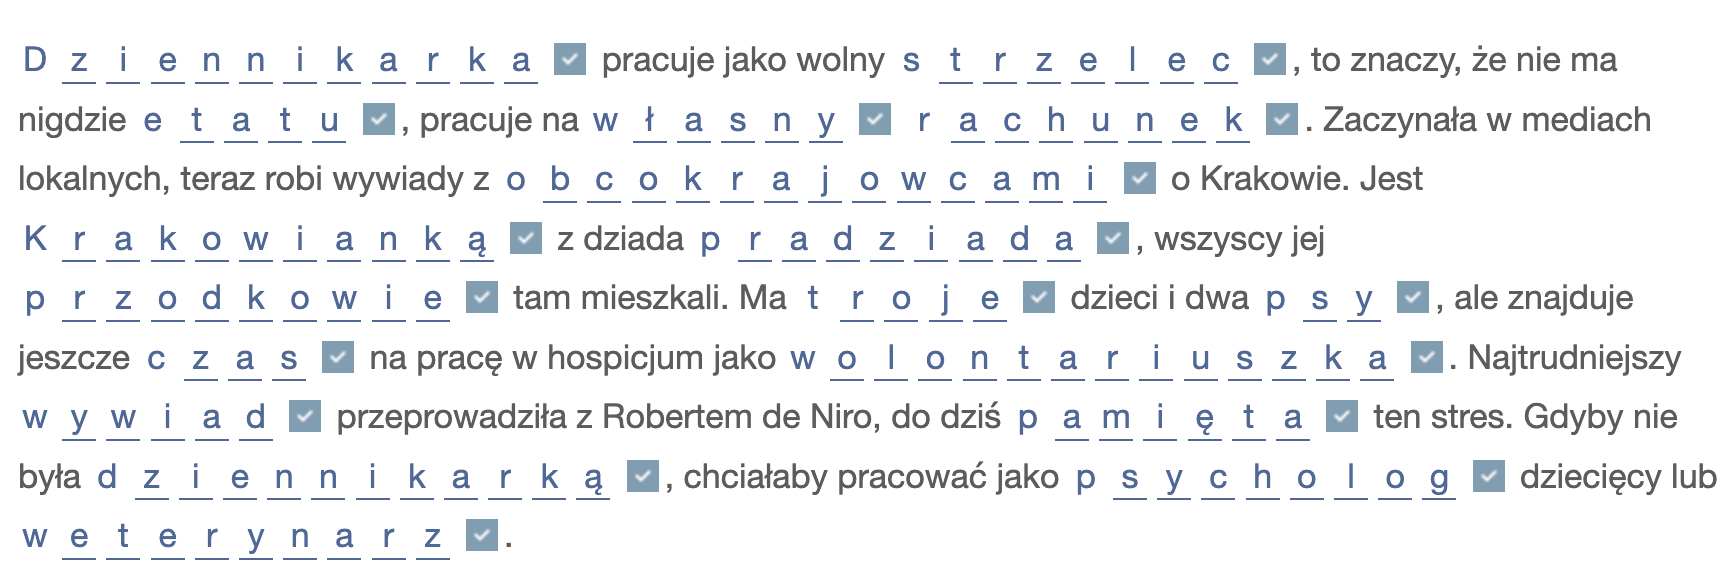 Dziennikarka pracuje jako wolny strzelec, to znaczy, że nie ma
nigdzie etatu, pracuje na własny rachunek. Zaczynała w mediach
lokalnych, teraz robi wywiady z obcokrajowcami o Krakowie. Jest
Krakowianką z dziada pradziada, wszyscy jej
przodkowie tam mieszkali. Ma troje dzieci i dwa psy, ale znajduje
jeszcze czas na pracę w hospicjum jako wolontariuszka. Najtrudniejszy
wywiad przeprowadziła z Robertem de Niro, do dziś pamięta ten stres. Gdyby nie
była dziennikarką, chciałaby pracować jako psycholog dziecięcy lub
weterynarz.